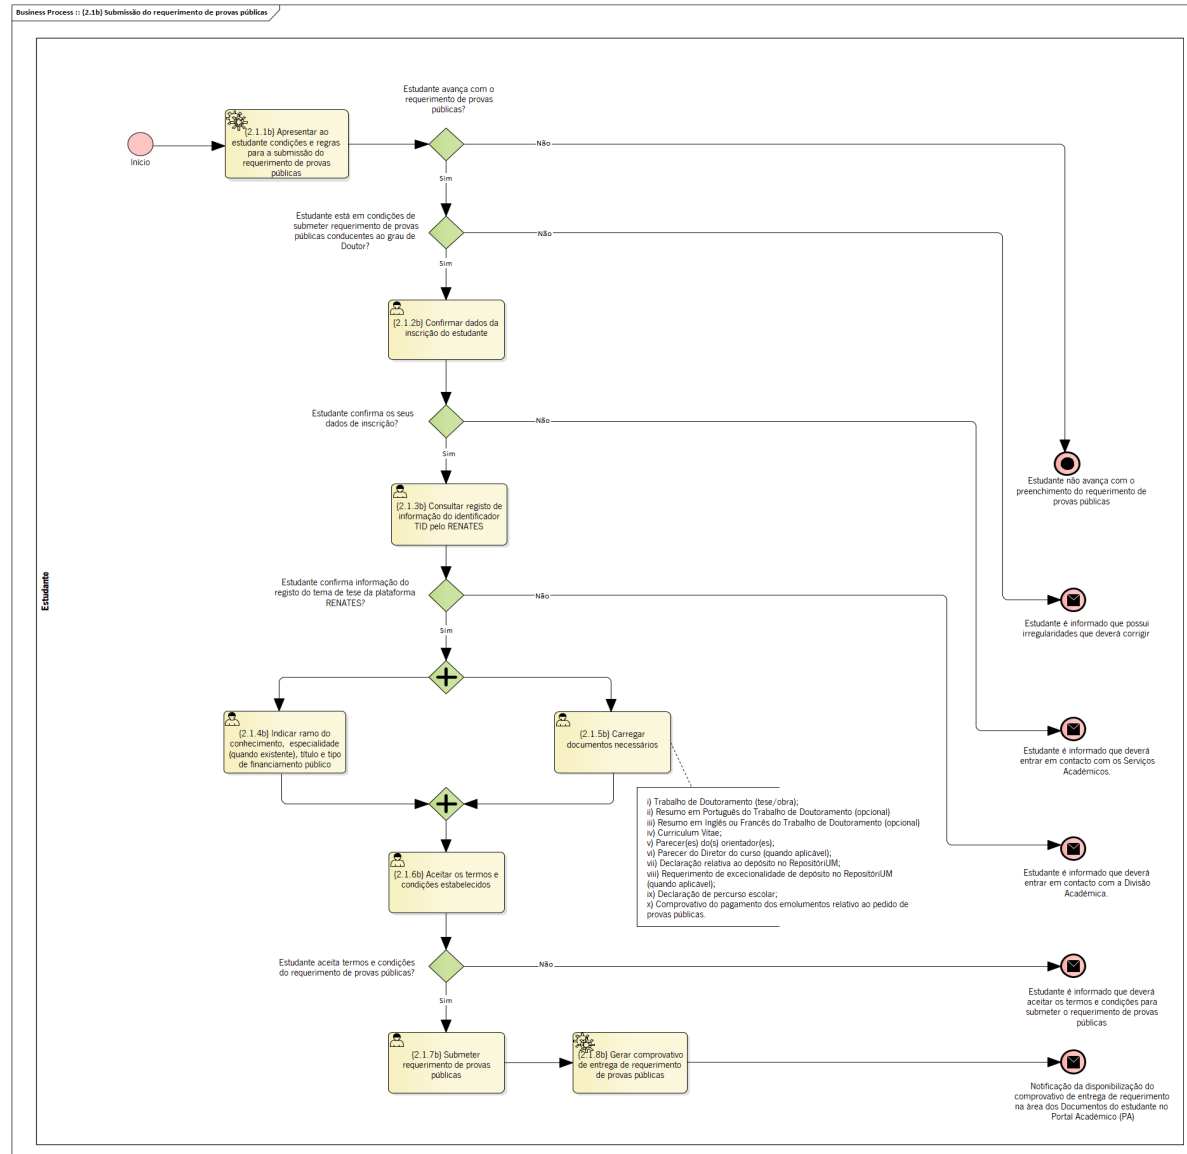 Business Process :: {2.1b} Submissão do requerimento de provas públicas
Estudante avança com o
requerimento de provas
públicas?
Início
{2.1.1b} Apresentar ao
estudante condições e regras
para a submissão do
requerimento de provas
públicas
Não
Sim
Estudante está em condições de
submeter requerimento de provas
públicas conducentes ao grau de
Doutor?
Não
Sim
{2.1.2b} Confirmar dados da
inscrição do estudante
Estudante confirma os seus
dados de inscrição?
Não
Sim
Estudante não avança com o
preenchimento do requerimento de
provas públicas
{2.1.3b} Consultar registo de
informação do identificador
TID pelo RENATES
Estudante
Estudante confirma informação do
registo do tema de tese da plataforma
RENATES?
Não
Sim
Estudante é informado que possui
irregularidades que deverá corrigir
{2.1.4b} Indicar ramo do
conhecimento, especialidade
(quando existente), título e tipo
de financiamento público
{2.1.5b} Carregar
documentos necessários
Estudante é informado que deverá
entrar em contacto com os Serviços
Académicos.
i) Trabalho de Doutoramento (tese/obra);
ii) Resumo em Português do Trabalho de Doutoramento (opcional)
iii) Resumo em Inglês ou Francês do Trabalho de Doutoramento (opcional)
iv) Curriculum Vitae;
v) Parecer(es) do(s) orientador(es);
vi) Parecer do Diretor do curso (quando aplicável);
vii) Declaração relativa ao depósito no RepositóriUM;
viii) Requerimento de excecionalidade de depósito no RepositóriUM
(quando aplicável);
ix) Declaração de percurso escolar;
x) Comprovativo do pagamento dos emolumentos relativo ao pedido de
provas públicas.
Estudante é informado que deverá
entrar em contacto com a Divisão
Académica.
{2.1.6b} Aceitar os termos e
condições estabelecidos
Estudante aceita termos e condições
do requerimento de provas públicas?
Não
Sim
Estudante é informado que deverá
aceitar os termos e condições para
submeter o requerimento de provas
públicas
{2.1.7b} Submeter
requerimento de provas
públicas
{2.1.8b} Gerar comprovativo
de entrega de requerimento
de provas públicas
Notificação da disponibilização do
comprovativo de entrega de requerimento
na área dos Documentos do estudante no
Portal Académico (PA)